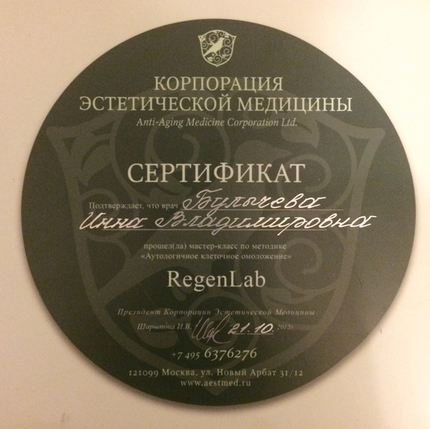 КОРПОРАЦИЯ
ЭСТЕТИЧЕСКОЙ МЕДИЦИНЫ
Anti-Aging Medicine Corporation Ltd.
СЕРТИФИКАТ
Подтверждает, что врач Булычева
Инна Владимировна
прошел(ла) мастер-класс по методике
«Аутологичное клеточное омоложение»
RegenLab
Президент Корпорации Эстетической Медицины
И.В. 21.10.
+7 495 6376276
121099 Москва, ул. Новый Арбат 31/12
www.aestmed.ru